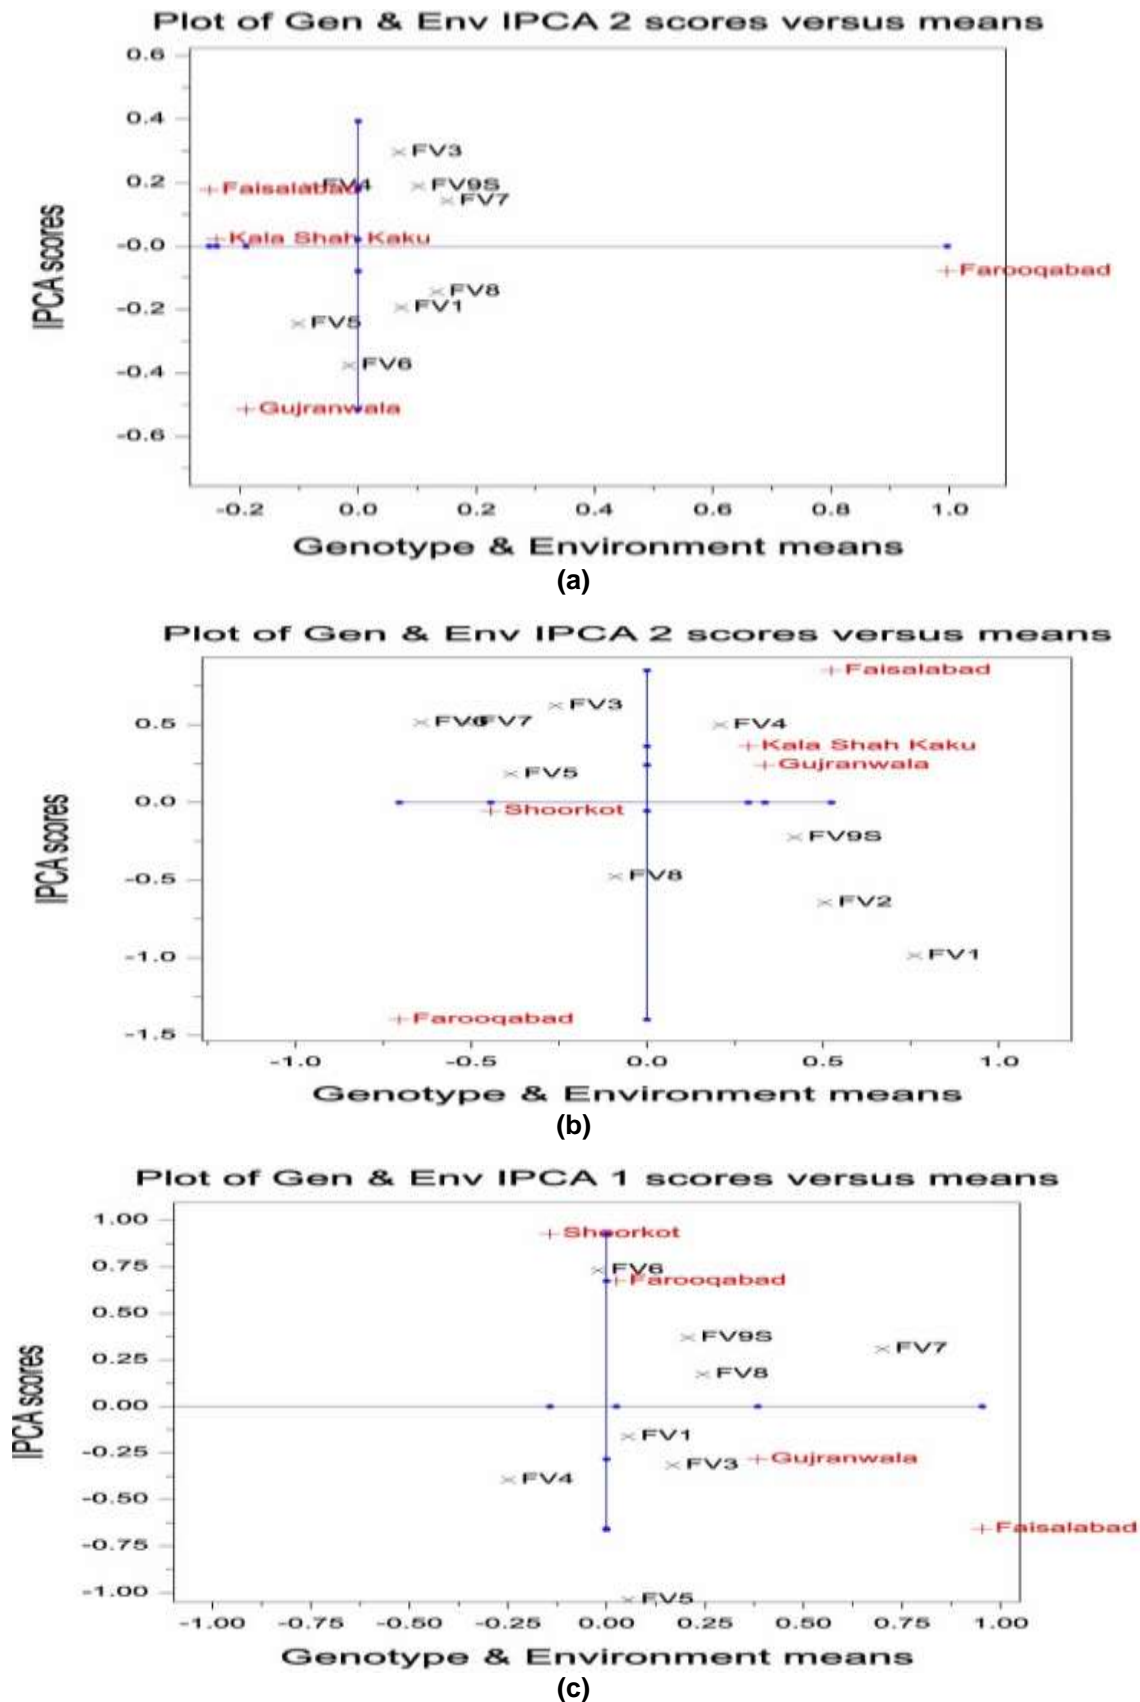 Plot of Gen & Env IPCA 2 scores versus means
0.6
0.4
FV3
0.2
Faisalabad FV4 FV9S
FV7
Kala Shah Kaku
-0.0
Farooqabad
FV8
-0.2
FV1
FV5
-0.4
FV6
Gujranwala
-0.6
IPCA scores
-0.2 0.0 0.2 0.4 0.6 0.8 1.0
Genotype & Environment means
(a)
Plot of Gen & Env IPCA 2 scores versus means
Faisalabad
FV3
0.5 FV6 FV7 FV4
Kala Shah Kaku
Gujranwala
FV5
0.0
Shoorkot
FV9S
-0.5
FV8
FV2
-1.0
FV1
Farooqabad
-1.5
IPCA scores
-1.0 -0.5 0.0 0.5 1.0
Genotype & Environment means
(b)
Plot of Gen & Env IPCA 1 scores versus means
1.00
Shoorkot
0.75
FV6
Farooqabad
0.50
FV9S
FV7
0.25
FV8
0.00
FV1
-0.25
Gujranwala
FV3
FV4
-0.50
Faisalabad
-0.75
-1.00
FV5
IPCA scores
-1.00 -0.75 -0.50 -0.25 0.00 0.25 0.50 0.75 1.00
Genotype & Environment means
(c)